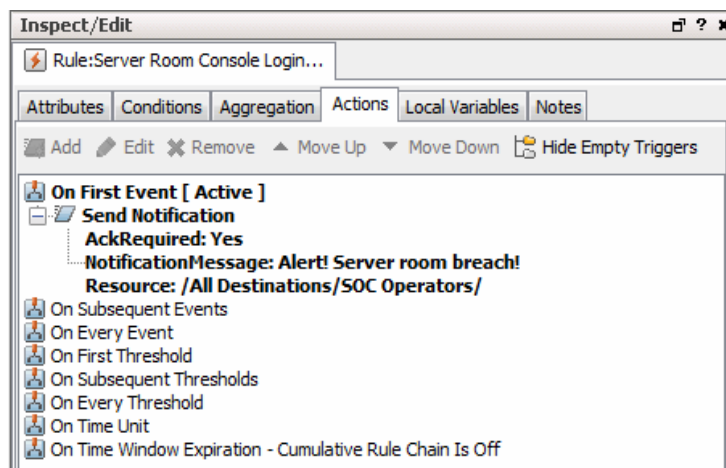 Inspect/Edit ?
Rule:Server Room Console Login...
Attributes Conditions Aggregation Actions Local Variables Notes
Add Edit Remove Move Up Move Down Hide Empty Triggers
On First Event [ Active ]
Send Notification
AckRequired: Yes
NotificationMessage: Alert! Server room breach!
Resource: /All Destinations/SOC Operators/
On Subsequent Events
On Every Event
On First Threshold
On Subsequent Thresholds
On Every Threshold
On Time Unit
On Time Window Expiration - Cumulative Rule Chain Is Off